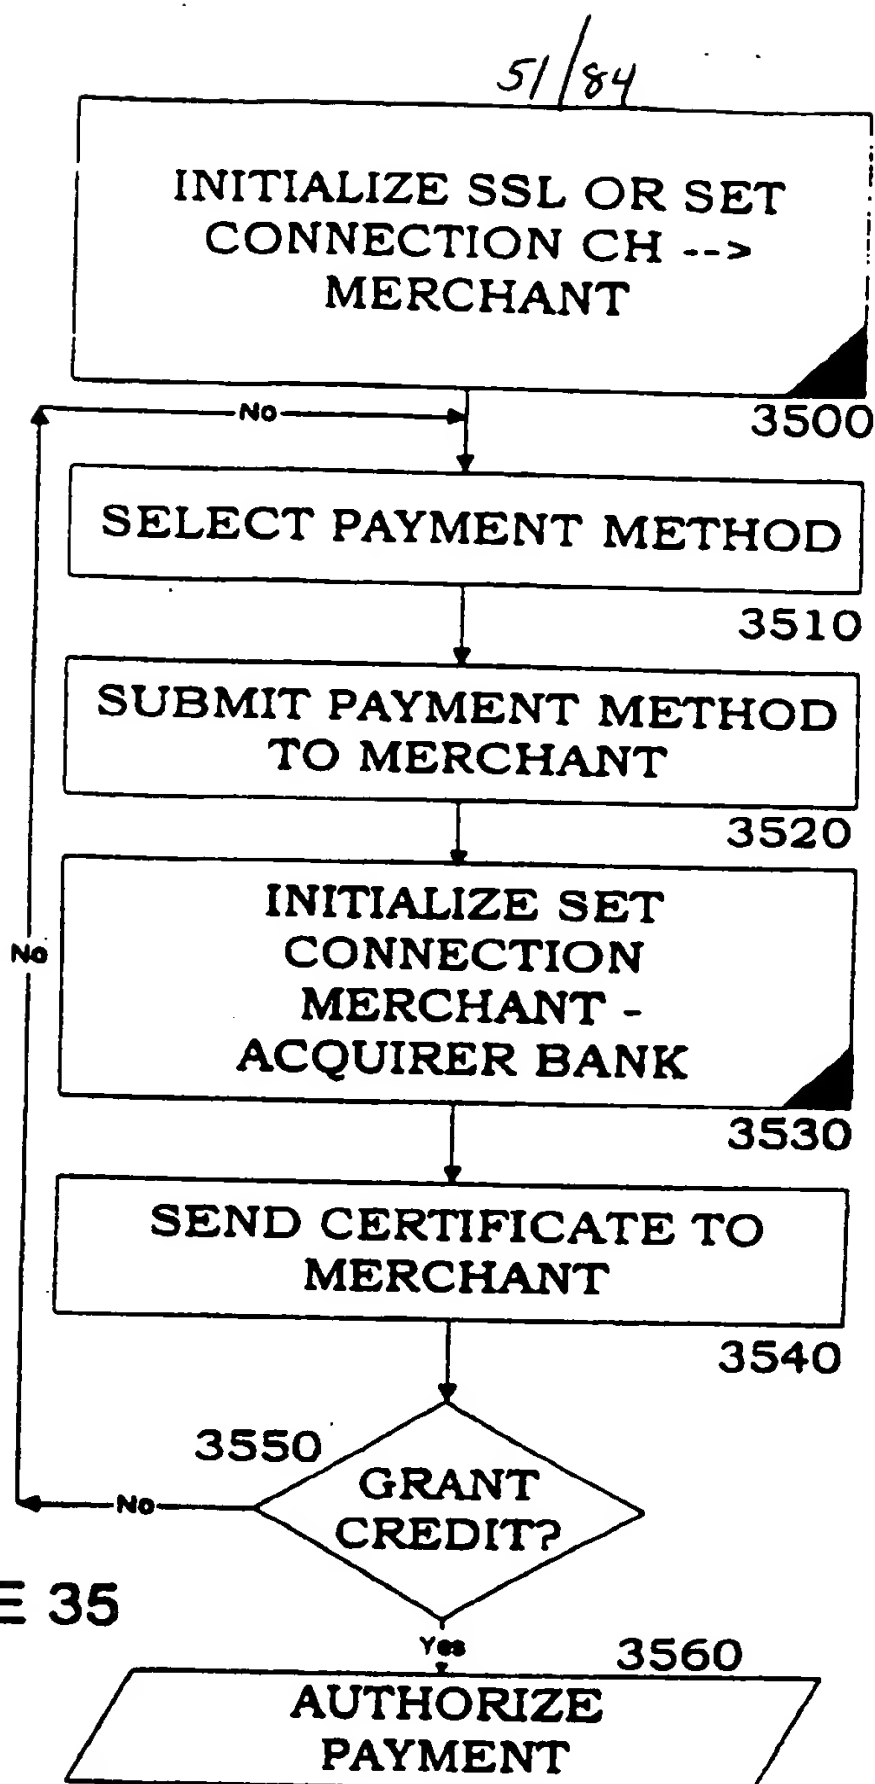 51/84
INITIALIZE SSL OR SET
CONNECTION CH -->
MERCHANT
3500
No
SELECT PAYMENT METHOD
3510
SUBMIT PAYMENT METHOD
TO MERCHANT
3520
INITIALIZE SET
CONNECTION
MERCHANT -
ACQUIRER BANK
No
3530
SEND CERTIFICATE TO
MERCHANT
3540
3550
GRANT
CREDIT?
No
35
Yes
3560
AUTHORIZE
PAYMENT